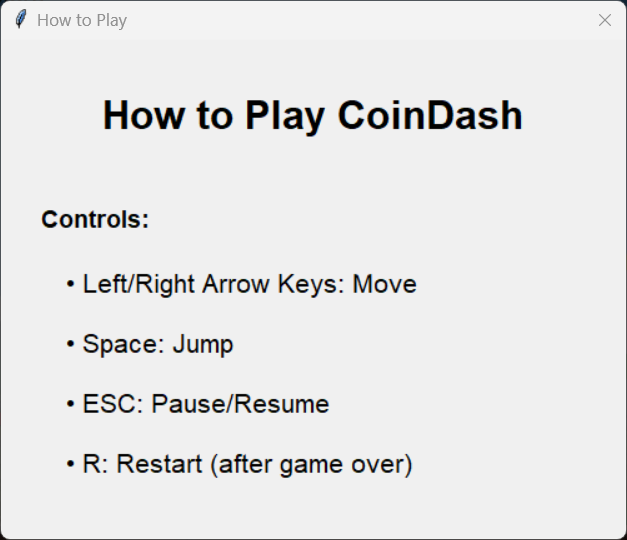 How to Play
How to Play CoinDash
Controls:
• Left/Right Arrow Keys: Move
• Space: Jump
• ESC: Pause/Resume
• R: Restart (after game over)